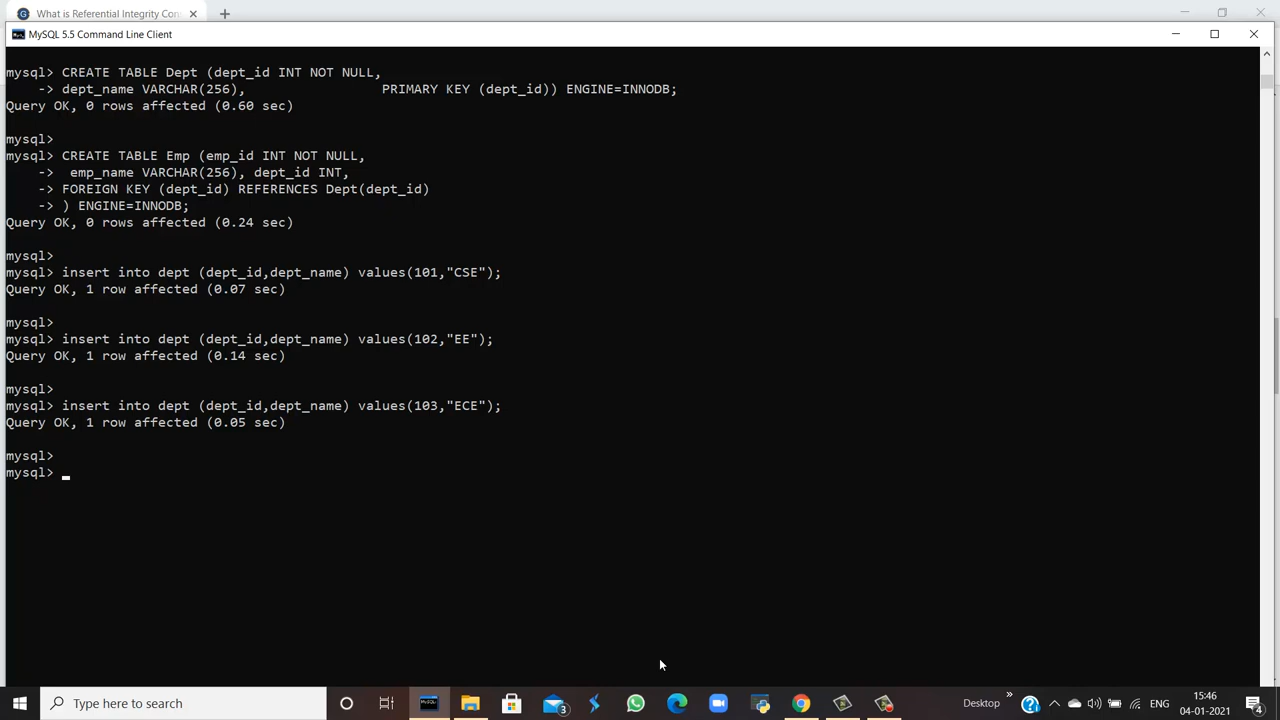 What is Referential Integrity Con
MySQL 5.5 Command Line Client
mysql> CREATE TABLE Dept (dept_id INT NOT NULL,
    -> dept_name VARCHAR(256),                 PRIMARY KEY (dept_id)) ENGINE=INNODB;
Query OK, 0 rows affected (0.60 sec)
mysql>
mysql> CREATE TABLE Emp (emp_id INT NOT NULL,
    ->  emp_name VARCHAR(256), dept_id INT,
    -> FOREIGN KEY (dept_id) REFERENCES Dept(dept_id)
    -> ) ENGINE=INNODB;
Query OK, 0 rows affected (0.24 sec)
mysql>
mysql> insert into dept (dept_id,dept_name) values(101,"CSE");
Query OK, 1 row affected (0.07 sec)
mysql>
mysql> insert into dept (dept_id,dept_name) values(102,"EE");
Query OK, 1 row affected (0.14 sec)
mysql>
mysql> insert into dept (dept_id,dept_name) values(103,"ECE");
Query OK, 1 row affected (0.05 sec)
mysql>
mysql>
Type here to search
3
Desktop
»
ENG
15:46
04-01-2021
4